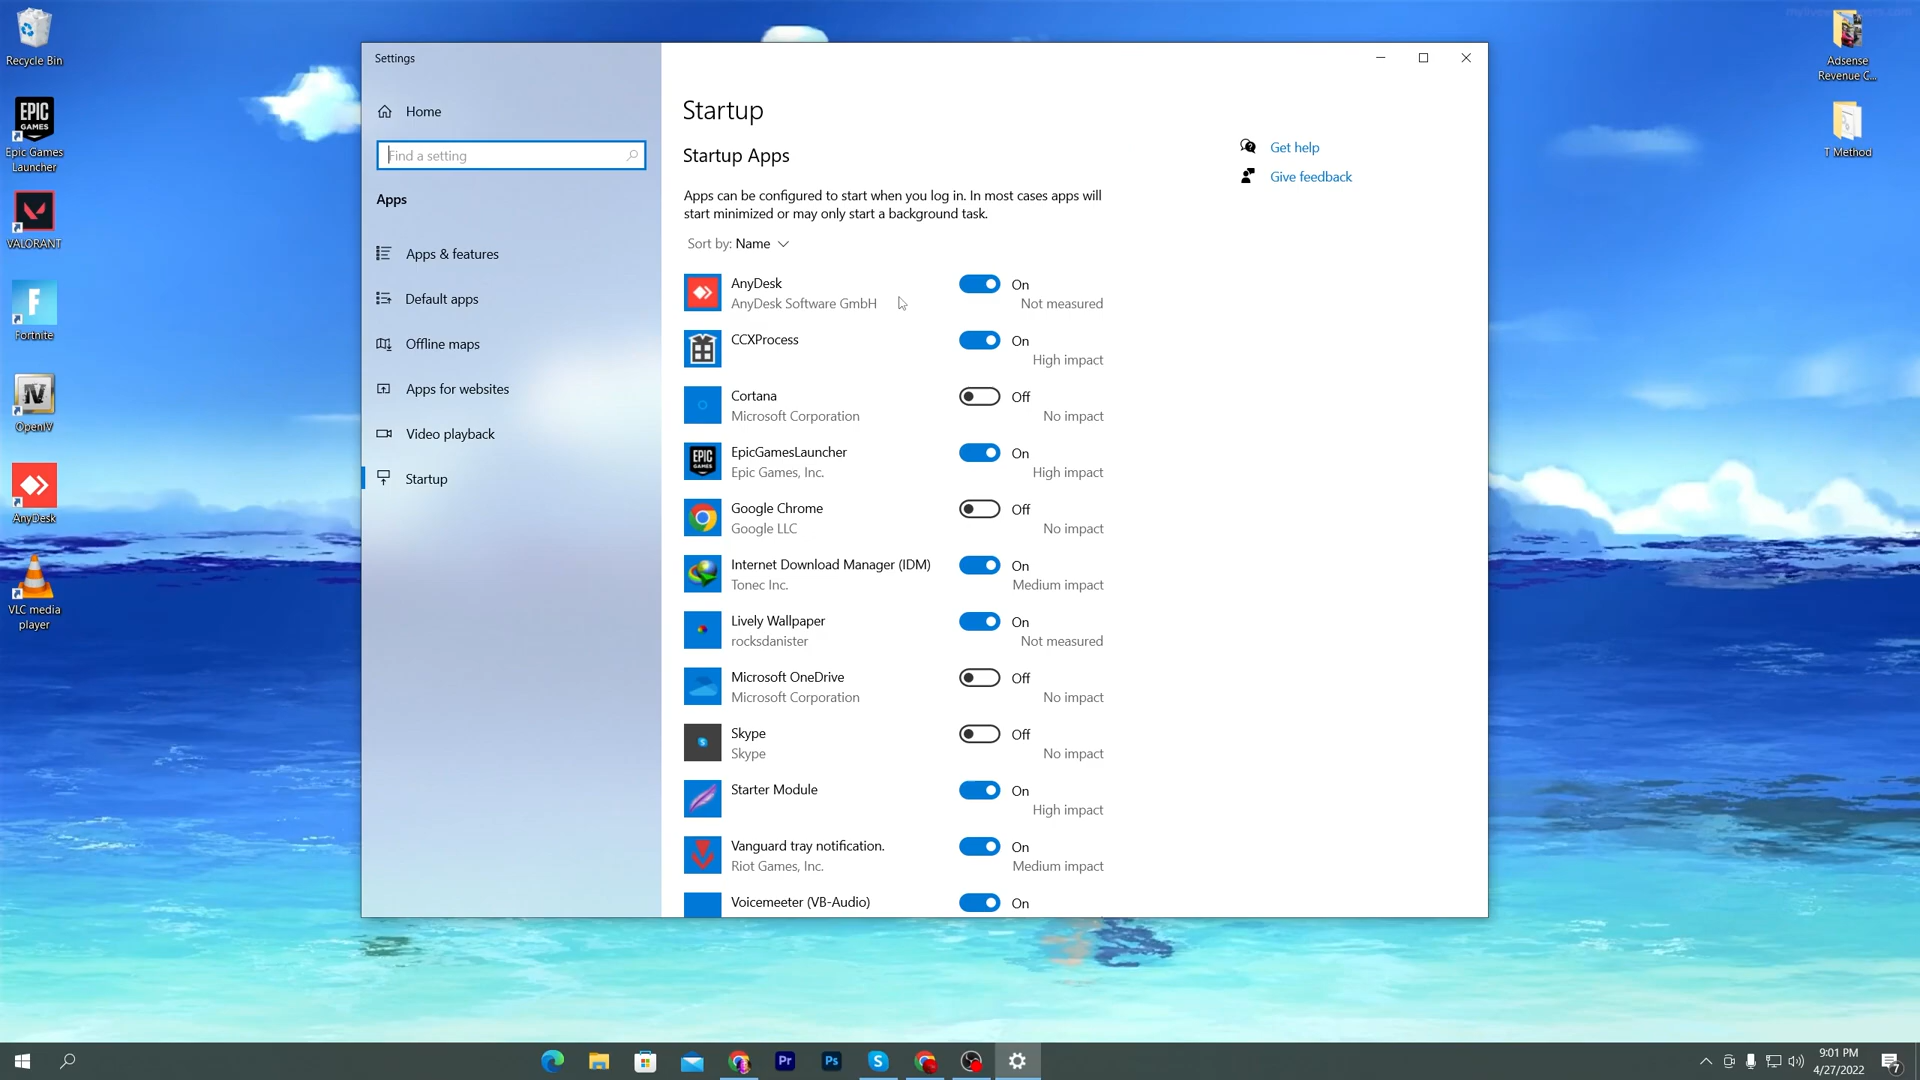 Recycle Bin
EPIC
GAMES
Epic Games
Launcher
VALORANT
Fortnite
IV
OpenIV
AnyDesk
VLC media
player
Adsense
Revenue C...
T Method
Settings
Home
Find a setting
Apps
Apps & features
Default apps
Offline maps
Apps for websites
Video playback
Startup
Startup
Startup Apps
Apps can be configured to start when you log in. In most cases apps will
start minimized or may only start a background task.
Sort by: Name
AnyDesk
AnyDesk Software GmbH
On
Not measured
CCXProcess
On
High impact
Cortana
Microsoft Corporation
Off
No impact
EPIC
GAMES
EpicGamesLauncher
Epic Games, Inc.
On
High impact
Google Chrome
Google LLC
Off
No impact
Internet Download Manager (IDM)
Tonec Inc.
On
Medium impact
Lively Wallpaper
rocksdanister
On
Not measured
Microsoft OneDrive
Microsoft Corporation
Off
No impact
Skype
Skype
Off
No impact
Starter Module
On
High impact
Vanguard tray notification.
Riot Games, Inc.
On
Medium impact
Voicemeeter (VB-Audio)
On
Get help
Give feedback
Pr
Ps
9:01 PM
4/27/2022
7